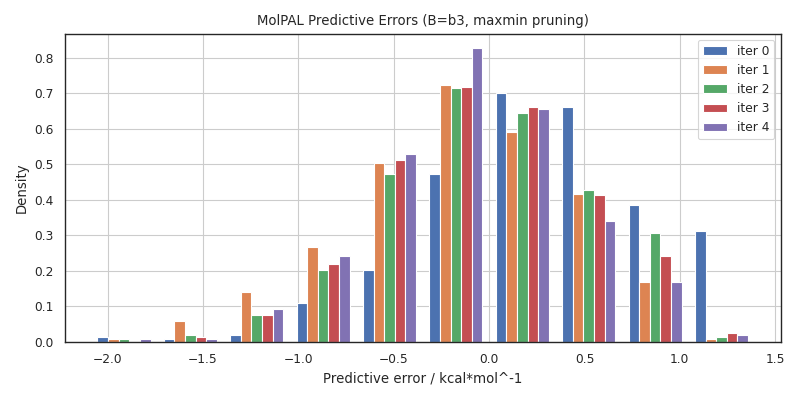 MolPAL Predictive Errors (B=b3, maxmin pruning)
iter 0
iter 1
iter 2
iter 3
iter 4
Density
0.8
0.7
0.6
0.5
0.4
0.3
0.2
0.1
0.0
−2.0 −1.5 −1.0 −0.5 0.0 0.5 1.0 1.5
Predictive error / kcal*mol^-1